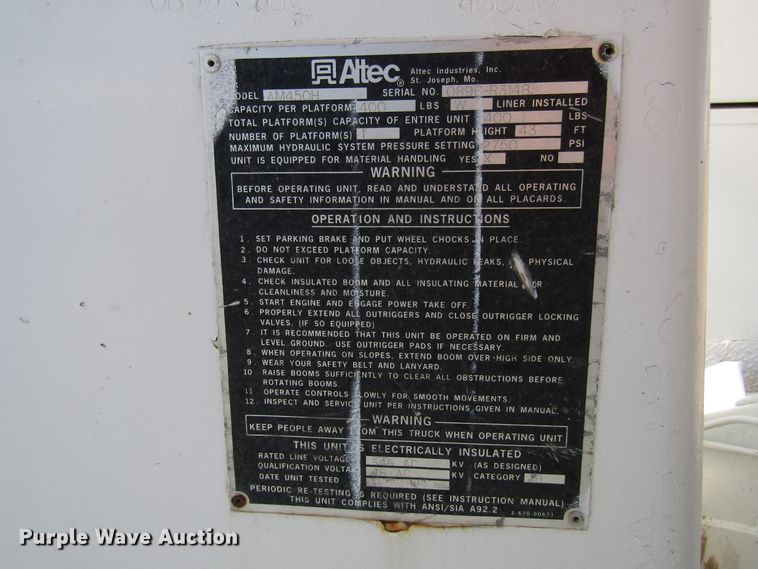 Altec Altec Industries, Inc.
St. Joseph, Mo.
MODEL AM450H SERIAL NO.
CAPACITY PER PLATFORM 400 LBS W LINER INSTALLED
TOTAL PLATFORM(S) CAPACITY OF ENTIRE UNIT 400 LBS
NUMBER OF PLATFORM(S) 1 PLATFORM HEIGHT 43 FT
MAXIMUM HYDRAULIC SYSTEM PRESSURE SETTING 2750 PSI
UNIT IS EQUIPPED FOR MATERIAL HANDLING YES X NO
WARNING
BEFORE OPERATING UNIT, READ AND UNDERSTAND ALL OPERATING
AND SAFETY INFORMATION IN MANUAL AND ON ALL PLACARDS.
OPERATION AND INSTRUCTIONS
1. SET PARKING BRAKE AND PUT WHEEL CHOCKS IN PLACE.
2. DO NOT EXCEED PLATFORM CAPACITY.
3. CHECK UNIT FOR LOOSE OBJECTS, HYDRAULIC LEAKS, PHYSICAL
DAMAGE.
4. CHECK INSULATED BOOM AND ALL INSULATING MATERIAL FOR
CLEANLINESS AND MOISTURE.
5. START ENGINE AND ENGAGE POWER TAKE OFF.
6. PROPERLY EXTEND ALL OUTRIGGERS AND CLOSE OUTRIGGER LOCKING
VALVES. (IF SO EQUIPPED)
7. IT IS RECOMMENDED THAT THIS UNIT BE OPERATED ON FIRM AND
LEVEL GROUND. USE OUTRIGGER PADS IF NECESSARY.
8. WHEN OPERATING ON SLOPES, EXTEND BOOM OVER-HIGH SIDE ONLY.
9. WEAR YOUR SAFETY BELT AND LANYARD.
10. RAISE BOOMS SUFFICIENTLY TO CLEAR ALL OBSTRUCTIONS BEFORE
ROTATING BOOMS.
11. OPERATE CONTROLS SLOWLY FOR SMOOTH MOVEMENTS.
12. INSPECT AND SERVICE UNIT PER INSTRUCTIONS GIVEN IN MANUAL.
WARNING
KEEP PEOPLE AWAY FROM THIS TRUCK WHEN OPERATING UNIT
THIS UNIT IS ELECTRICALLY INSULATED
RATED LINE VOLTAGE AC KV (AS DESIGNED)
QUALIFICATION VOLTAGE 46 AC KV CATEGORY
DATE UNIT TESTED
PERIODIC RE-TESTING IS REQUIRED (SEE INSTRUCTION MANUAL)
THIS UNIT COMPLIES WITH ANSI/SIA A92.2 2-670-00671
Purple Wave Auction